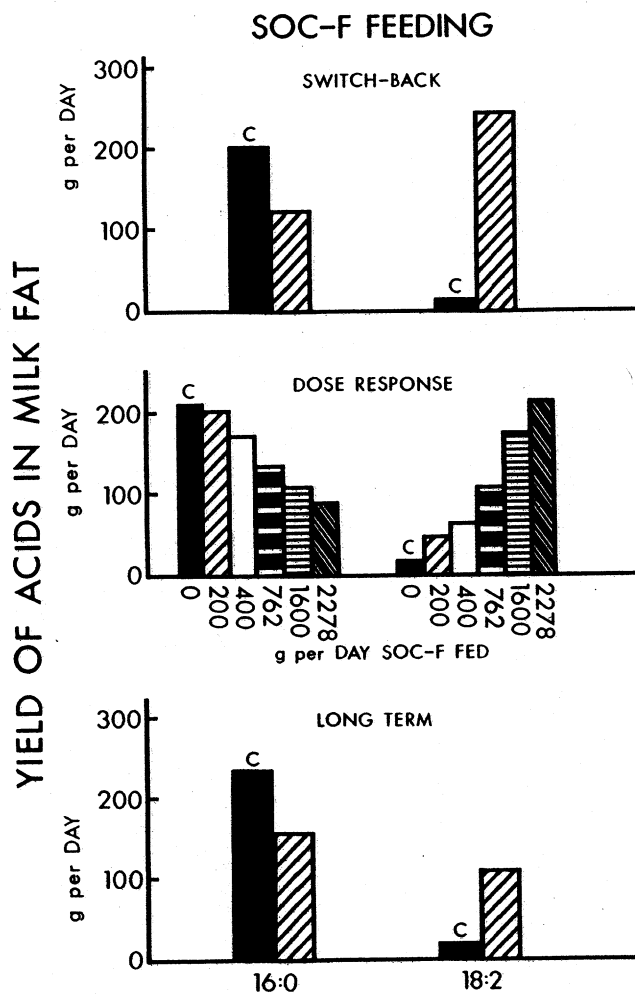 SOC-F FEEDING
YIELD OF ACIDS IN MILK FAT
SWITCH-BACK
g per DAY
300
200
100
0
C
C
DOSE RESPONSE
g per DAY
200
100
0
C
C
0 200 400 762 1600 2278
0 200 400 762 1600 2278
g per DAY SOC-F FED
LONG TERM
g per DAY
300
200
100
0
C
C
16:0 18:2